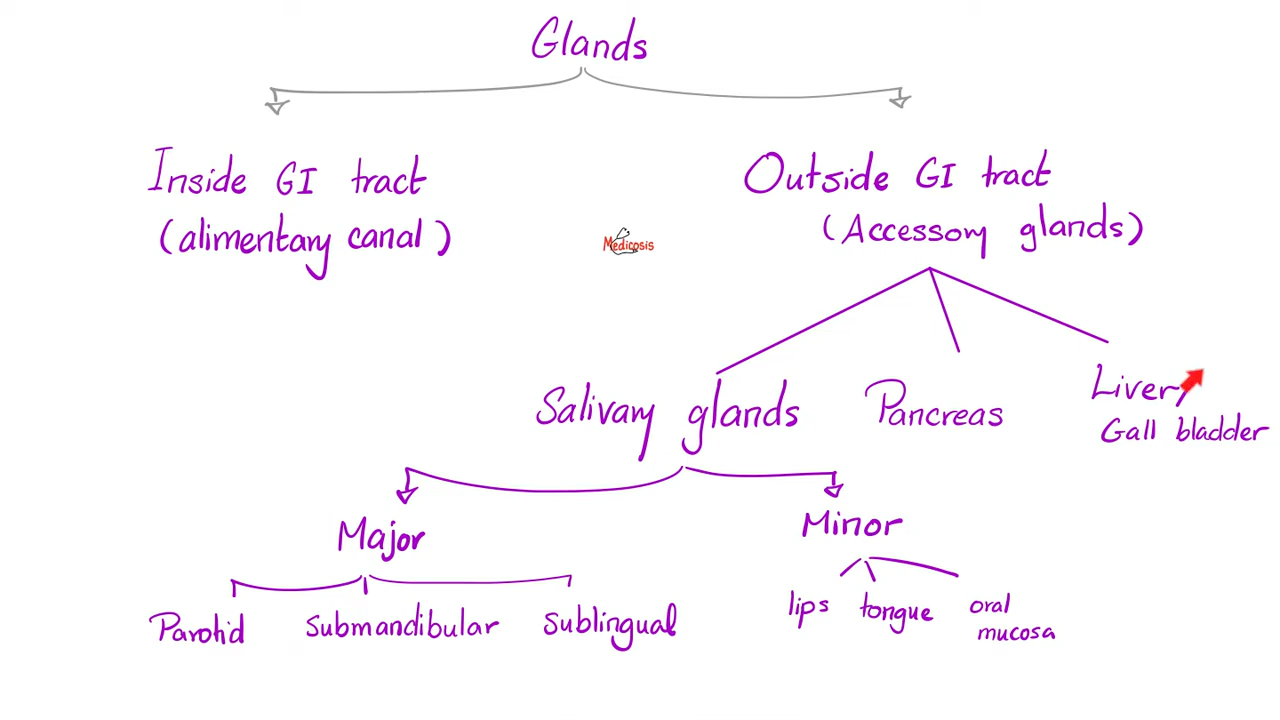 Glands
Inside GI tract
(alimentary canal)
Outside GI tract
(Accessory glands)
Medicosis
Salivary glands
Pancreas
Liver/
Gall bladder
Major
Minor
Parotid
Submandibular
Sublingual
lips
tongue
oral
mucosa